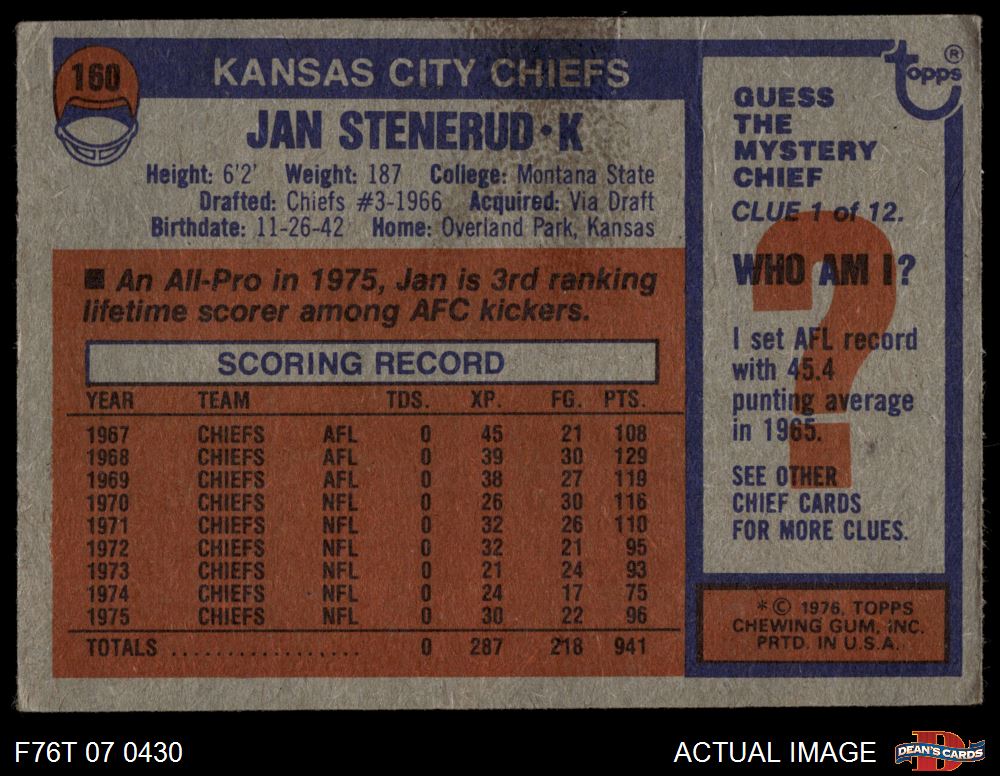 160
KANSAS CITY CHIEFS
JAN STENERUD•K
Height: 6'2' Weight: 187 College: Montana State
Drafted: Chiefs #3-1966 Acquired: Via Draft
Birthdate: 11-26-42 Home: Overland Park, Kansas
■ An All-Pro in 1975, Jan is 3rd ranking
lifetime scorer among AFC kickers.
SCORING RECORD
YEAR TEAM TDS. XP. FG. PTS.
1967 CHIEFS AFL 0 45 21 108
1968 CHIEFS AFL 0 39 30 129
1969 CHIEFS AFL 0 38 27 119
1970 CHIEFS NFL 0 26 30 116
1971 CHIEFS NFL 0 32 26 110
1972 CHIEFS NFL 0 32 21 95
1973 CHIEFS NFL 0 21 24 93
1974 CHIEFS NFL 0 24 17 75
1975 CHIEFS NFL 0 30 22 96
TOTALS .................. 0 287 218 941
Topps ®
GUESS
THE
MYSTERY
CHIEF
CLUE 1 of 12.
WHO AM I?
?
I set AFL record
with 45.4
punting average
in 1965.
SEE OTHER
CHIEF CARDS
FOR MORE CLUES.
*© 1976, TOPPS
CHEWING GUM, INC.
PRTD. IN U.S.A.
F76T 07 0430
ACTUAL IMAGE
D
DEAN'S CARDS